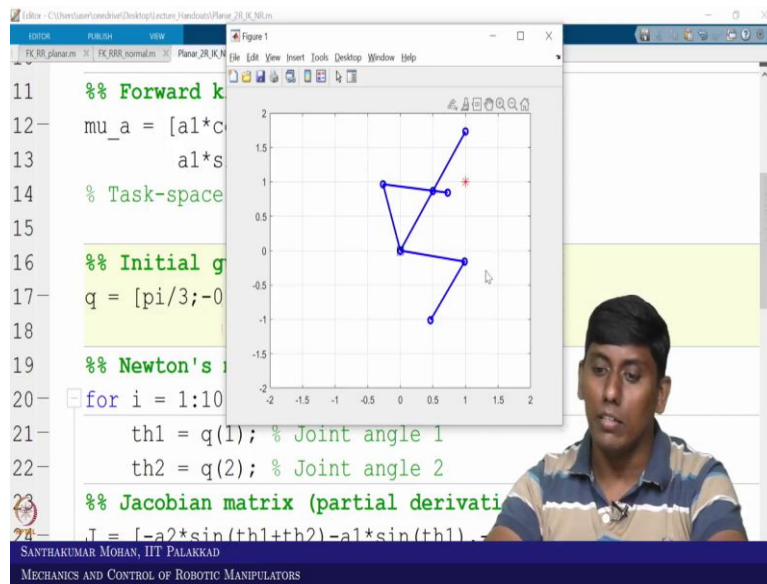 Editor - C:\Users\user\onedrive\Desktop\Lecture_Handouts\Planar_2R_IK_NR.m
EDITOR PUBLISH VIEW
FK_RR_planar.m FK_RRR_normal.m Planar_2R_IK_N
Figure 1
File Edit View Insert Tools Desktop Window Help
11 %% Forward k
12 mu_a = [a1*c
13 a1*s
14 % Task-space
15
16 %% Initial g
17 q = [pi/3;-0
18
19 %% Newton's
20 for i = 1:10
21 th1 = q(1); % Joint angle 1
22 th2 = q(2); % Joint angle 2
23 %% Jacobian matrix (partial derivati
24 J = [-a2*sin(th1+th2)-a1*sin(th1),-
2
1.5
1
0.5
0
-0.5
-1
-1.5
-2
-2 -1.5 -1 -0.5 0 0.5 1 1.5 2
SANTHAKUMAR MOHAN, IIT PALAKKAD
MECHANICS AND CONTROL OF ROBOTIC MANIPULATORS